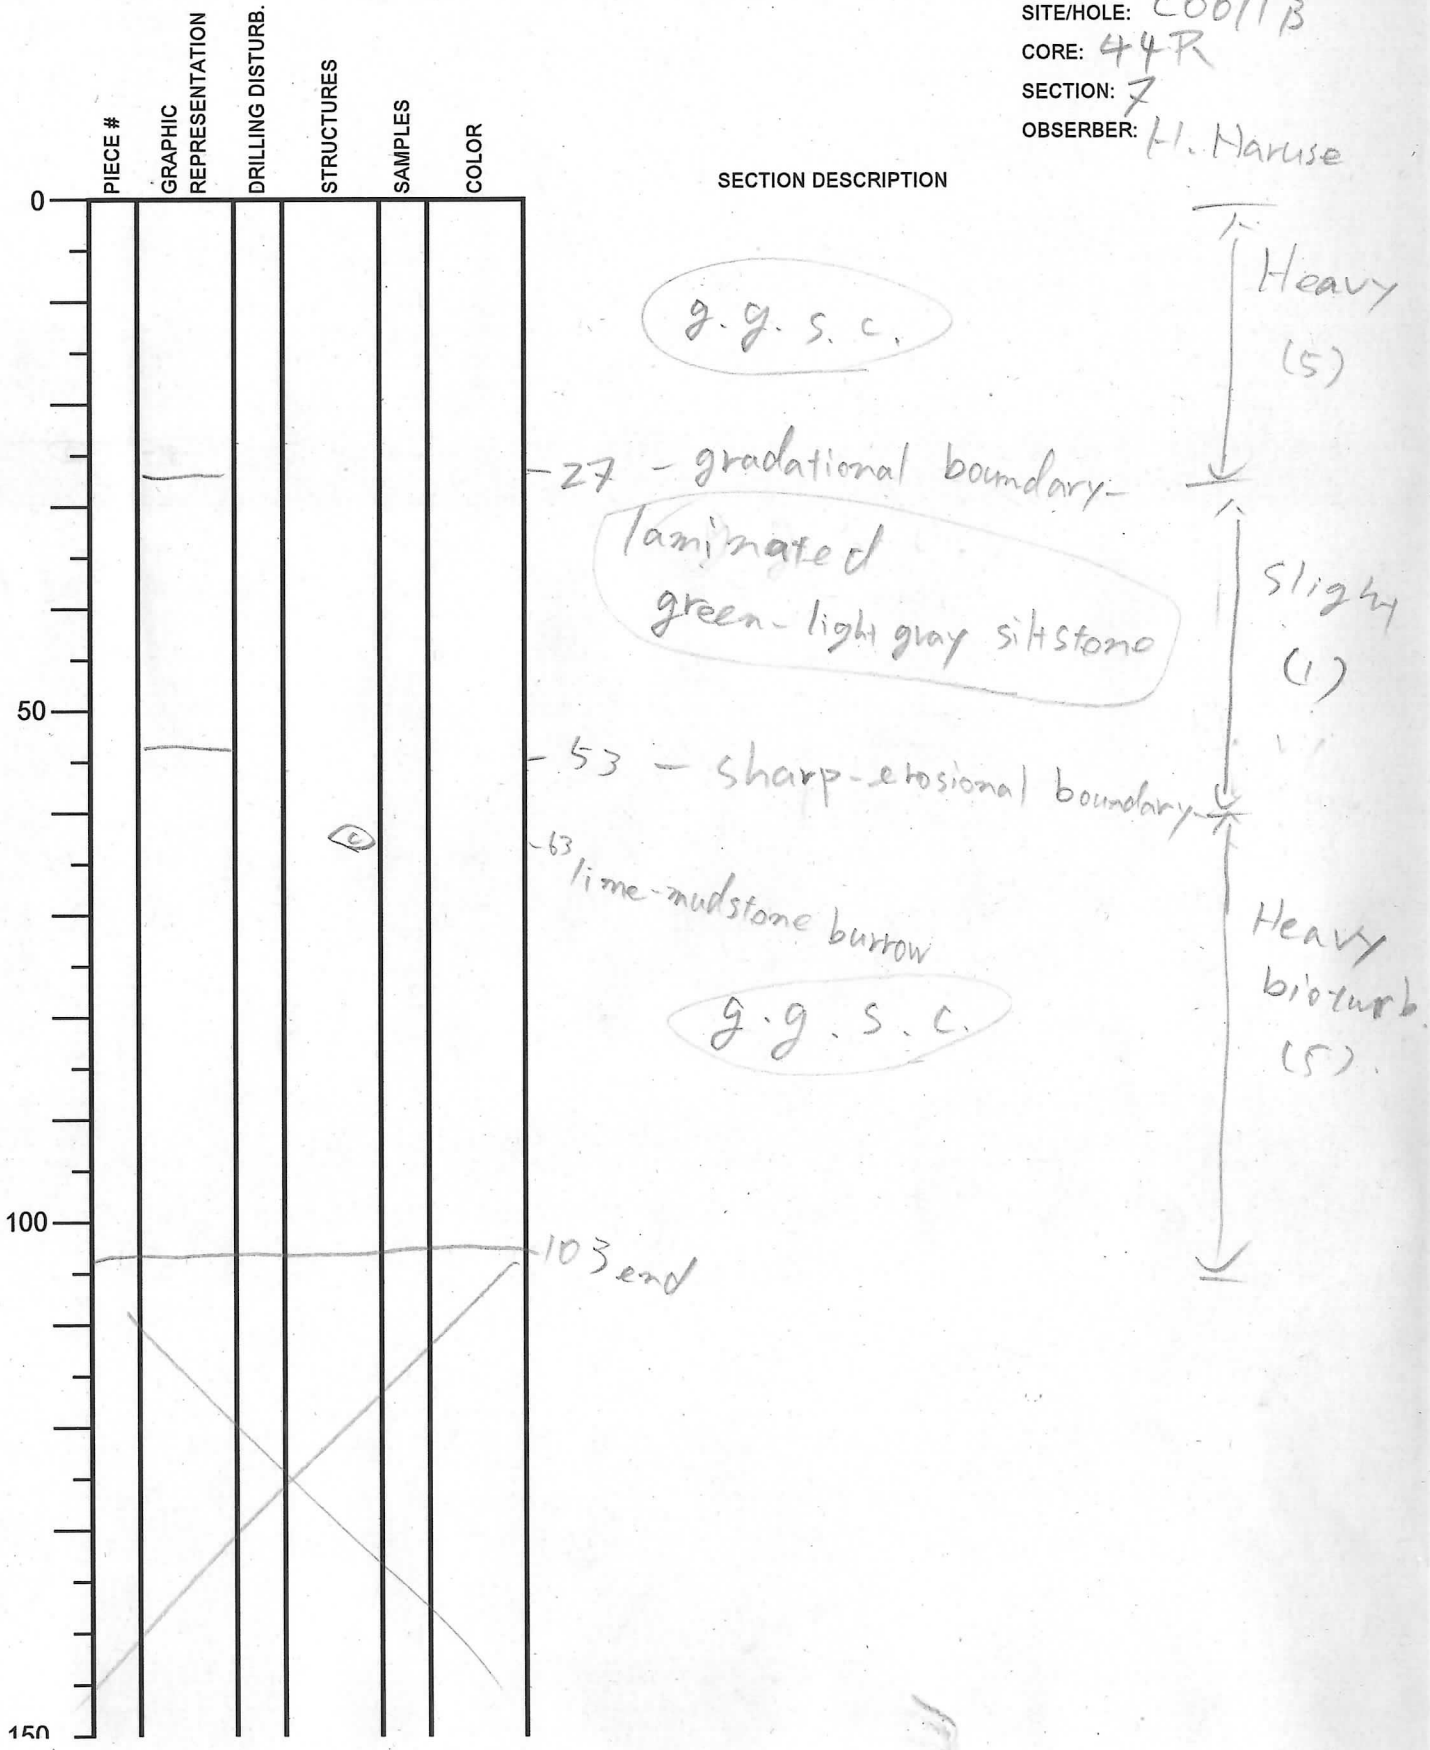 SITE/HOLE: C0011B
CORE: 44R
SECTION: 7
OBSERBER: H. Naruse
PIECE #
GRAPHIC
REPRESENTATION
DRILLING DISTURB.
STRUCTURES
SAMPLES
COLOR
SECTION DESCRIPTION
0
Heavy
(5)
g. g. s. c.
27 - gradational boundary-
laminated
green-light gray siltstone
Slight
(1)
50
53 - sharp-erosional boundary
c
63
lime-mudstone burrow
Heavy
bioturb.
(5)
g. g. s. c.
100
103 end
150